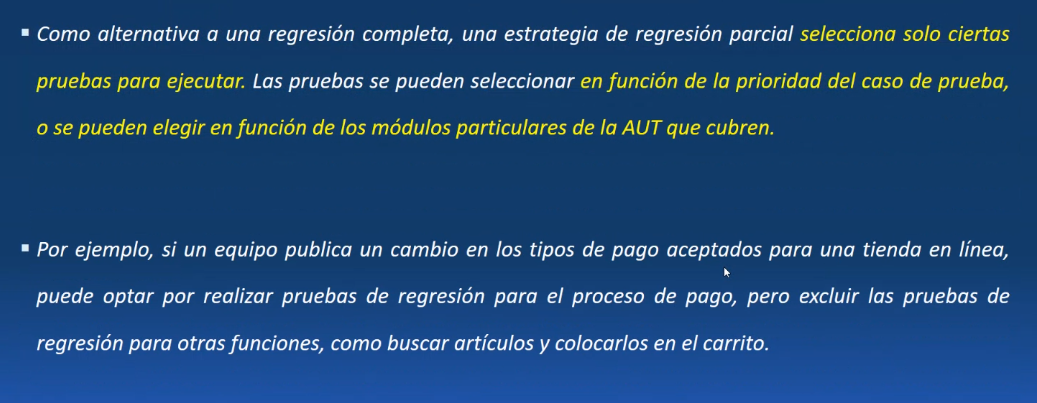 ▪ Como alternativa a una regresión completa, una estrategia de regresión parcial selecciona solo ciertas
pruebas para ejecutar. Las pruebas se pueden seleccionar en función de la prioridad del caso de prueba,
o se pueden elegir en función de los módulos particulares de la AUT que cubren.
▪ Por ejemplo, si un equipo publica un cambio en los tipos de pago aceptados para una tienda en línea,
puede optar por realizar pruebas de regresión para el proceso de pago, pero excluir las pruebas de
regresión para otras funciones, como buscar artículos y colocarlos en el carrito.